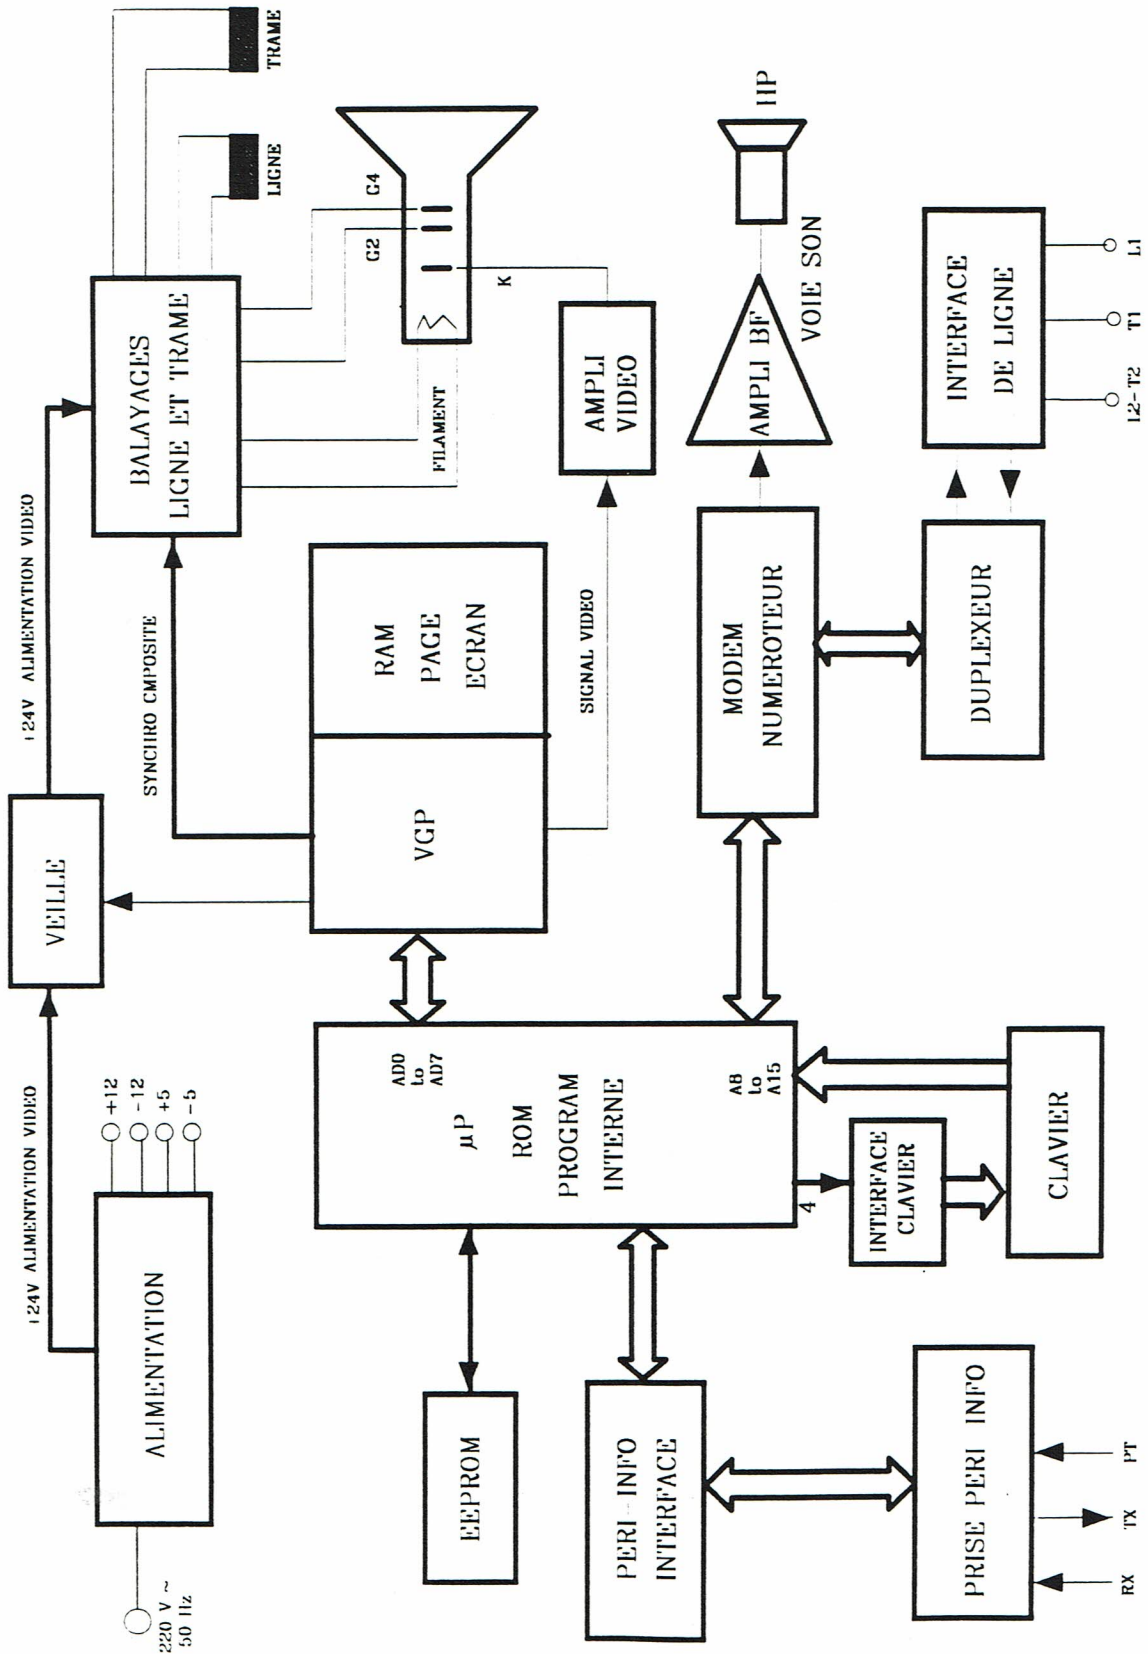 220 V ~
50 Hz
ALIMENTATION
+12
-12
+5
-5
+24V ALIMENTATION VIDEO
VEILLE
+24V ALIMENTATION VIDEO
SYNCHRO CMPOSITE
BALAYAGES
LIGNE ET TRAME
TRAME
LIGNE
G2
G4
K
FILAMENT
VGP
RAM
PAGE
ECRAN
SIGNAL VIDEO
AMPLI
VIDEO
EEPROM
µP
ROM
PROGRAM
INTERNE
AD0
to
AD7
A8
to
A15
4
PERI-INFO
INTERFACE
PRISE PERI INFO
RX
TX
PT
INTERFACE
CLAVIER
CLAVIER
MODEM
NUMEROTEUR
AMPLI BF
HP
VOIE SON
DUPLEXEUR
INTERFACE
DE LIGNE
L2-T2
T1
L1